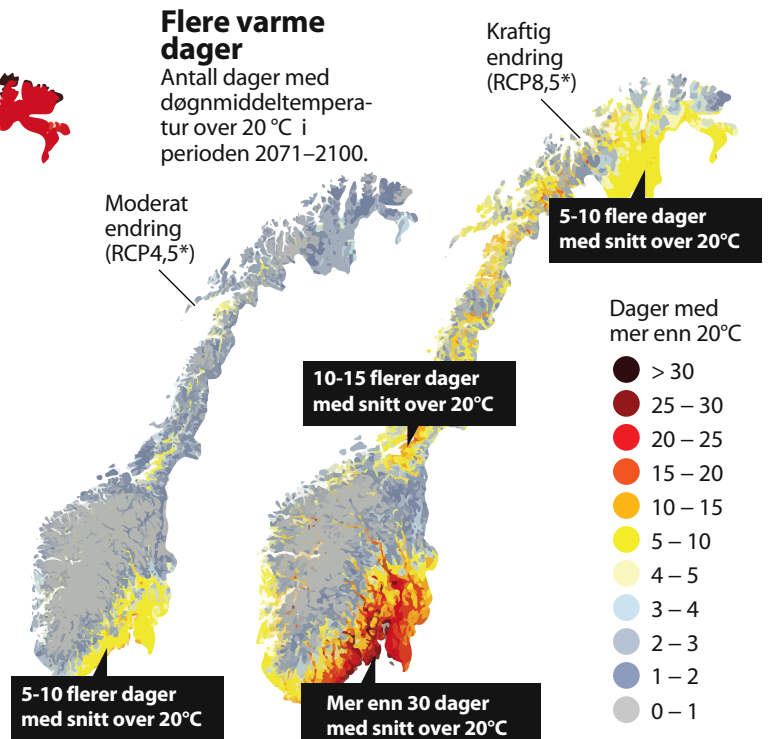 Flere varme
dager
Antall dager med
døgnmiddeltempera-
tur over 20 °C i
perioden 2071–2100.
Moderat
endring
(RCP4,5*)
Kraftig
endring
(RCP8,5*)
5-10 flere dager
med snitt over 20°C
10-15 flerer dager
med snitt over 20°C
5-10 flerer dager
med snitt over 20°C
Mer enn 30 dager
med snitt over 20°C
Dager med
mer enn 20°C
> 30
25 – 30
20 – 25
15 – 20
10 – 15
5 – 10
4 – 5
3 – 4
2 – 3
1 – 2
0 – 1